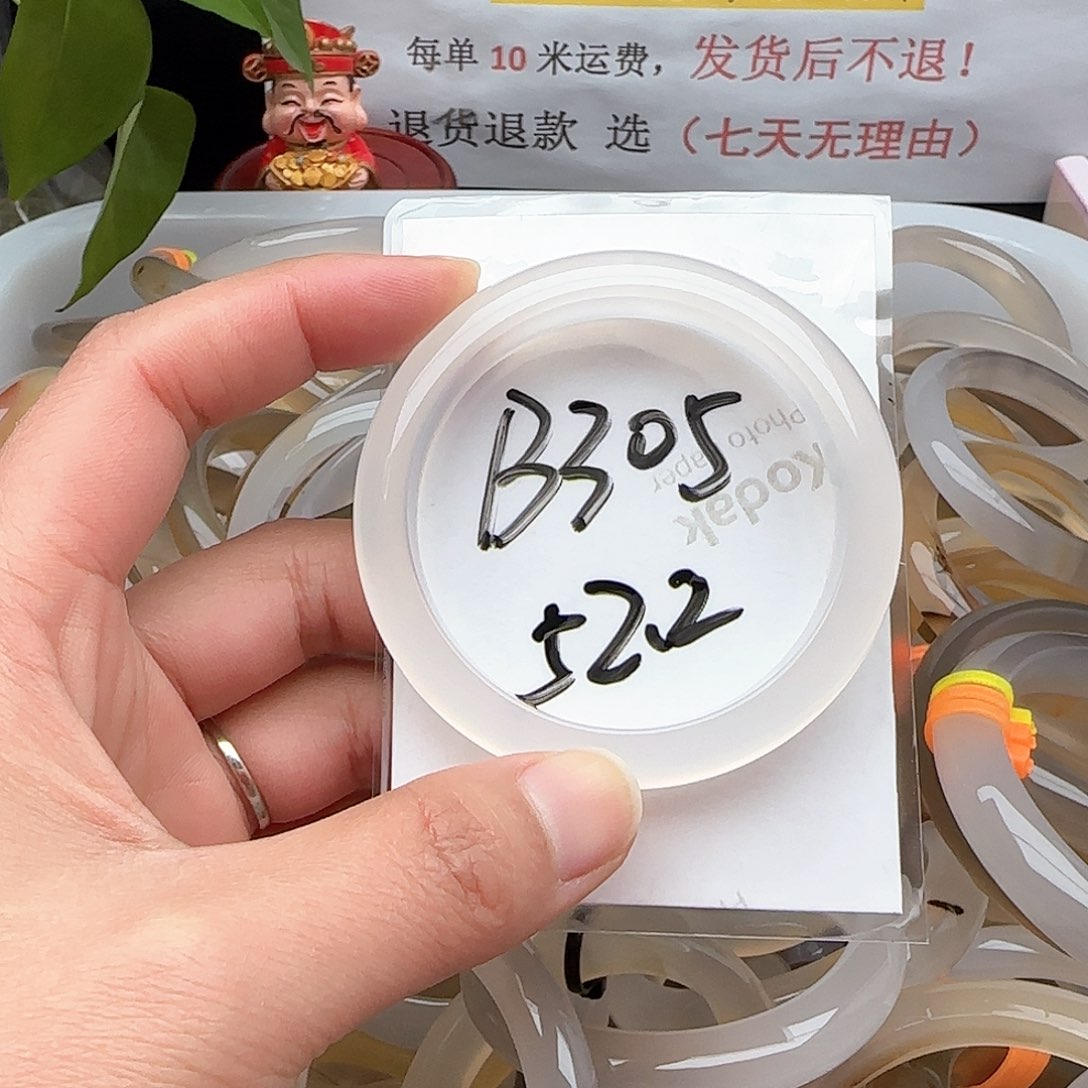 每单 10 米运费，发货后不退！
退货退款 选（七天无理由）
B305
52.2
Kodak
Photo Paper